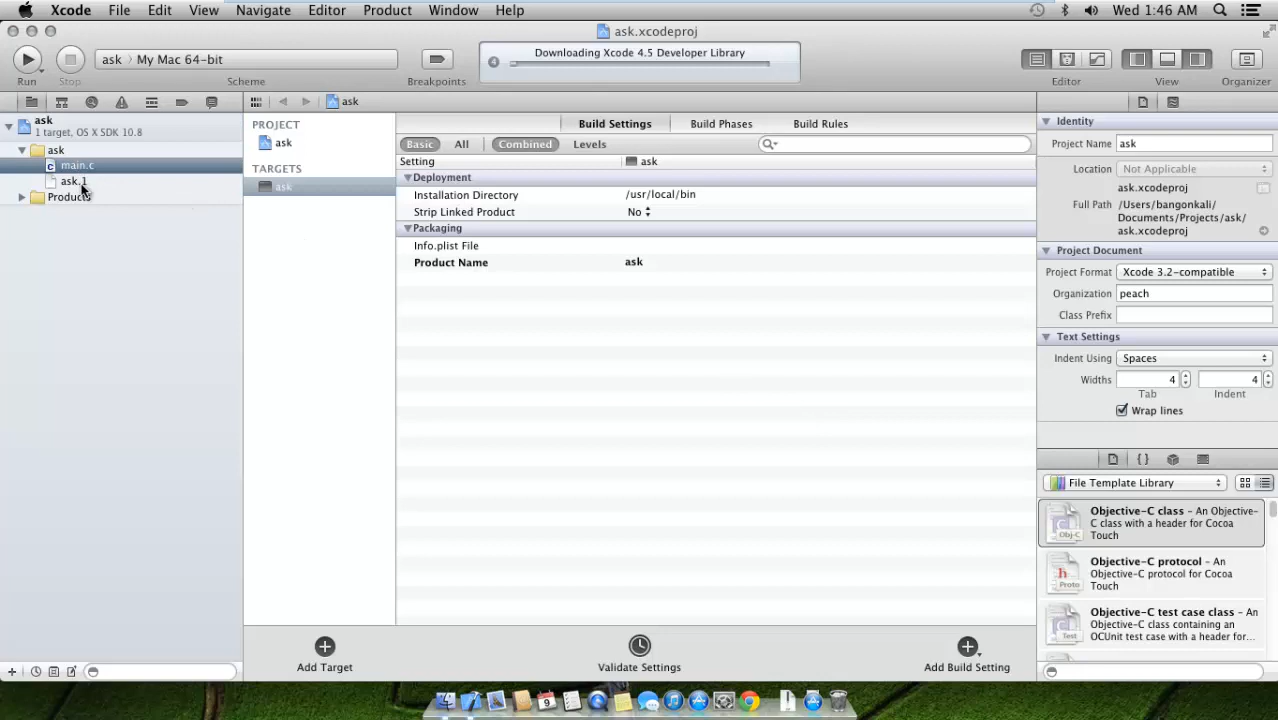 Xcode File Edit View Navigate Editor Product Window Help Wed 1:46 AM
ask.xcodeproj
ask › My Mac 64-bit
4 Downloading Xcode 4.5 Developer Library
Run Stop Scheme Breakpoints Editor View Organizer
ask
1 target, OS X SDK 10.8
ask
c main.c
ask.1
Products
ask
PROJECT
ask
TARGETS
ask
Build Settings Build Phases Build Rules
Basic All Combined Levels
Setting ask
Deployment
Installation Directory /usr/local/bin
Strip Linked Product No
Packaging
Info.plist File
Product Name ask
Add Target Validate Settings Add Build Setting
Identity
Project Name ask
Location Not Applicable
ask.xcodeproj
Full Path /Users/bangonkali/
Documents/Projects/ask/
ask.xcodeproj
Project Document
Project Format Xcode 3.2-compatible
Organization peach
Class Prefix
Text Settings
Indent Using Spaces
Widths 4 4
Tab Indent
Wrap lines
{ }
File Template Library
Objective-C class – An Objective-
C class with a header for Cocoa
Touch
Obj-C
Objective-C protocol – An
Objective-C protocol for Cocoa
Touch
h
Proto
Objective-C test case class – An
OCUnit test case with a header for...
Test
9